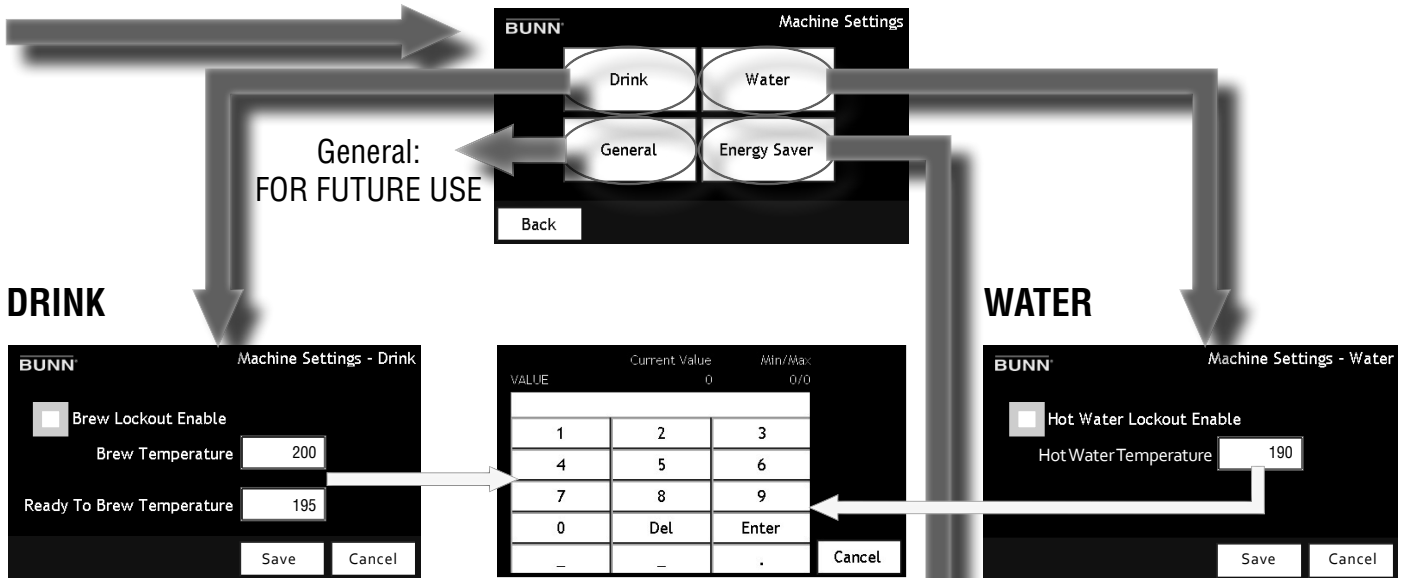 BUNN
Machine Settings
Drink
Water
General
Energy Saver
Back
General:
FOR FUTURE USE
DRINK
WATER
BUNN
Machine Settings - Drink
Brew Lockout Enable
Brew Temperature 200
Ready To Brew Temperature 195
Save Cancel
Current Value Min/Max
VALUE 0 0/0
1 2 3
4 5 6
7 8 9
0 Del Enter
_ _ .
Cancel
BUNN
Machine Settings - Water
Hot Water Lockout Enable
Hot Water Temperature 190
Save Cancel